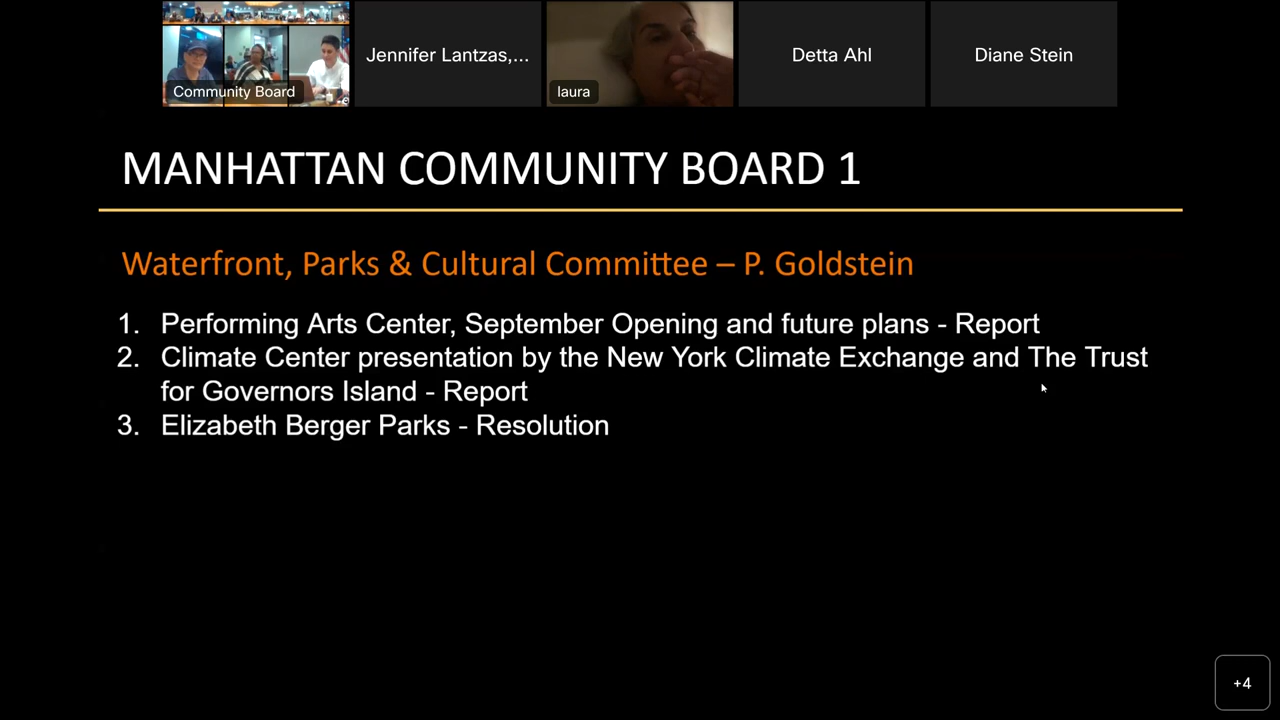 Community Board
Jennifer Lantzas,...
laura
Detta Ahl
Diane Stein
MANHATTAN COMMUNITY BOARD 1
Waterfront, Parks & Cultural Committee – P. Goldstein
1. Performing Arts Center, September Opening and future plans - Report
2. Climate Center presentation by the New York Climate Exchange and The Trust
for Governors Island - Report
3. Elizabeth Berger Parks - Resolution
+4